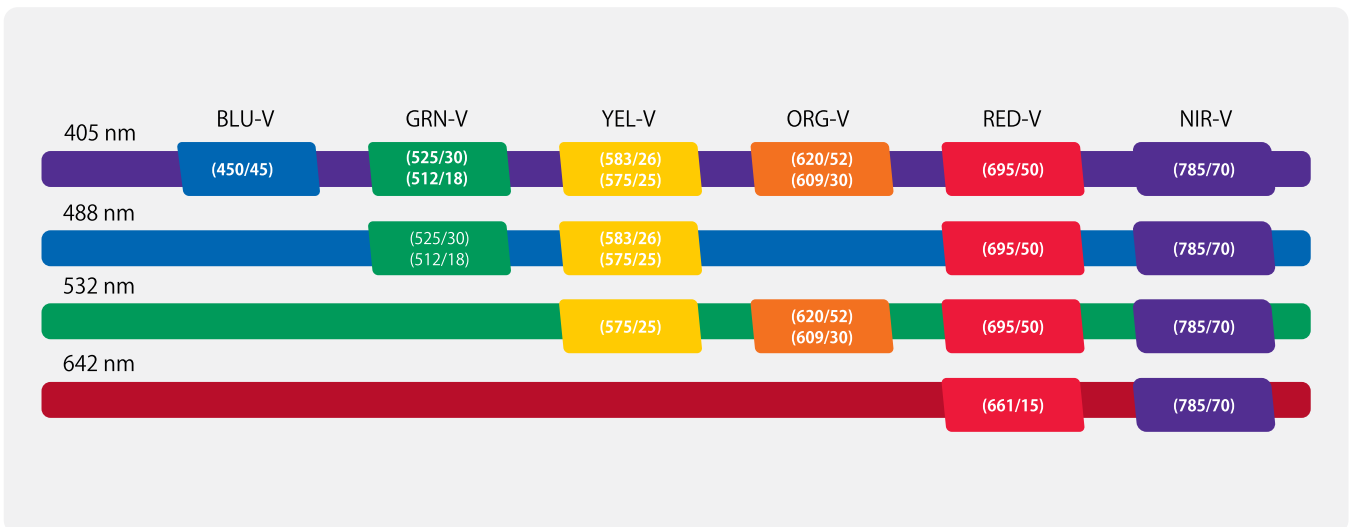 BLU-V GRN-V YEL-V ORG-V RED-V NIR-V
405 nm
(450/45) (525/30) (583/26) (620/52) (695/50) (785/70)
(512/18) (575/25) (609/30)
488 nm
(525/30) (583/26) (695/50) (785/70)
(512/18) (575/25)
532 nm
(575/25) (620/52) (695/50) (785/70)
(609/30)
642 nm
(661/15) (785/70)